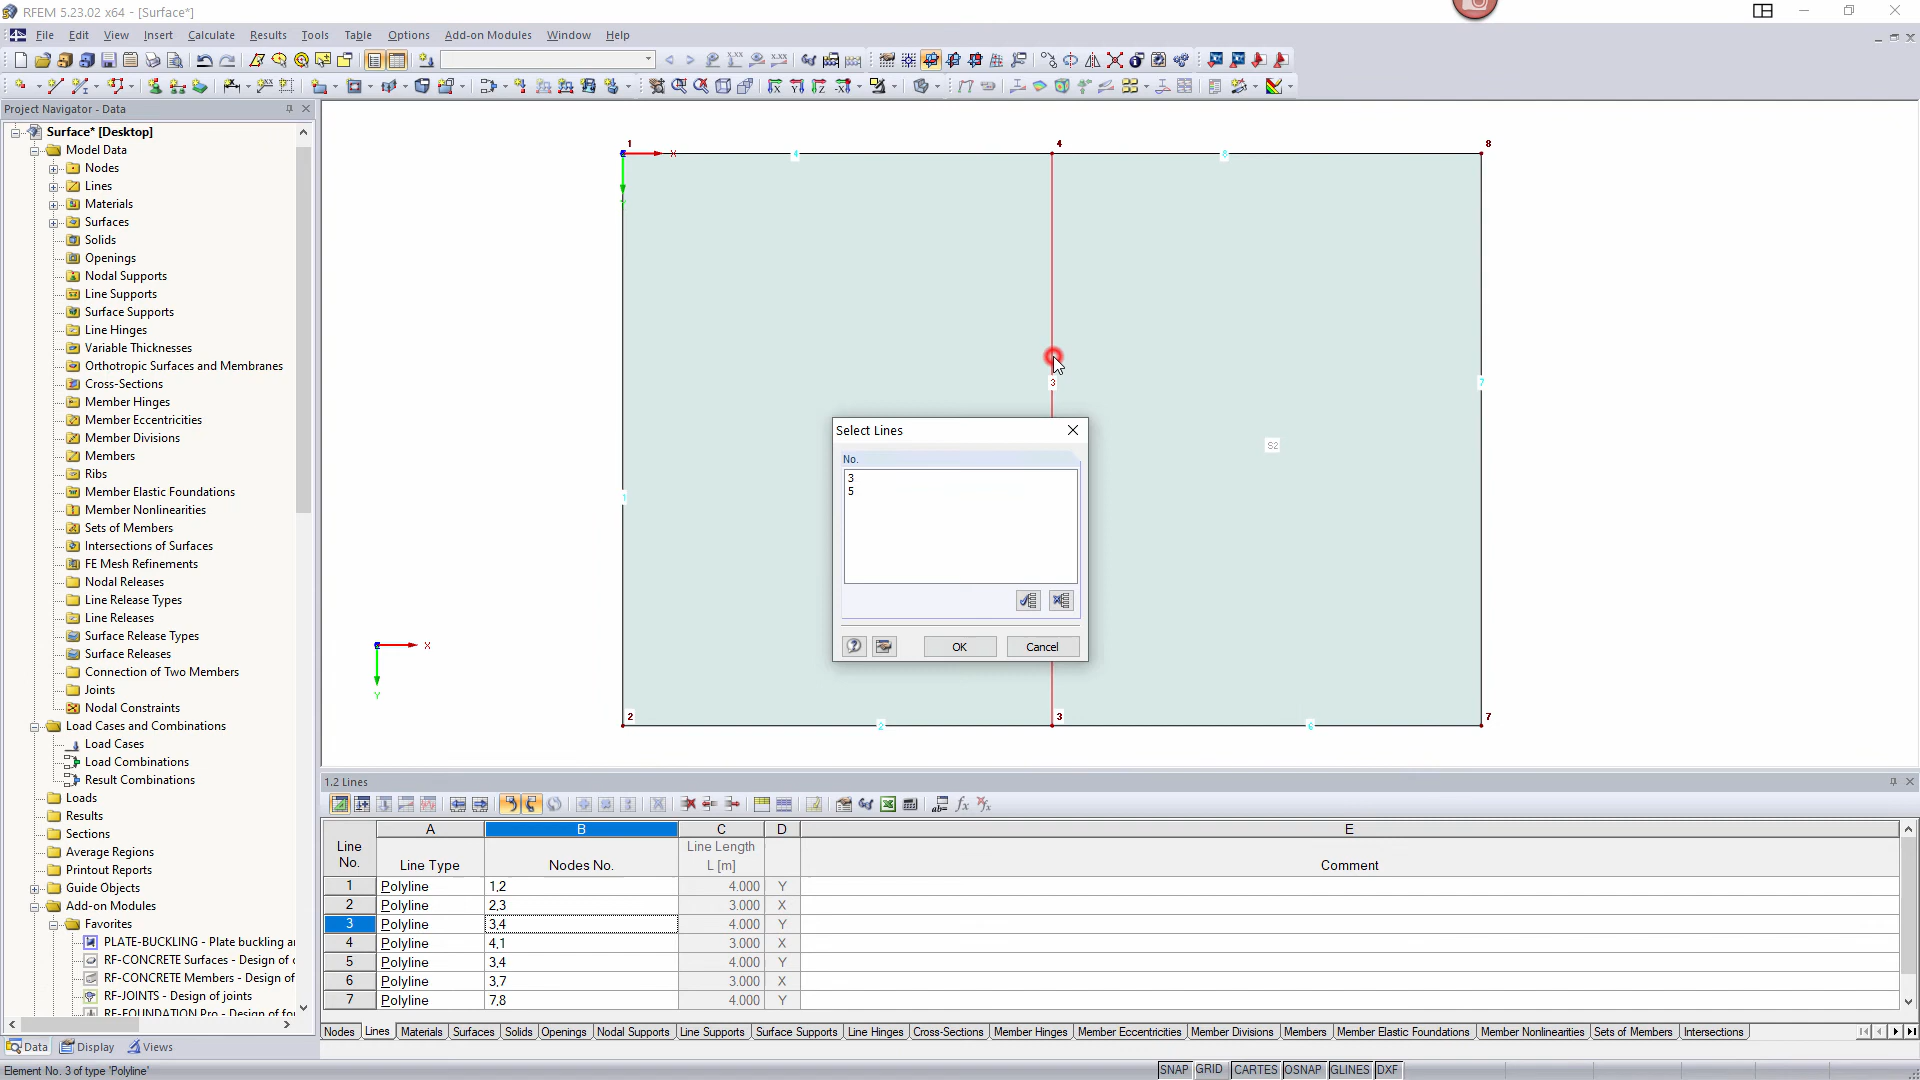 RFEM 5.23.02 x64 - [Surface*]
File Edit View Insert Calculate Results Tools Table Options Add-on Modules Window Help
Project Navigator - Data
Surface* [Desktop]
Model Data
Nodes
Lines
Materials
Surfaces
Solids
Openings
Nodal Supports
Line Supports
Surface Supports
Line Hinges
Variable Thicknesses
Orthotropic Surfaces and Membranes
Cross-Sections
Member Hinges
Member Eccentricities
Member Divisions
Members
Ribs
Member Elastic Foundations
Member Nonlinearities
Sets of Members
Intersections of Surfaces
FE Mesh Refinements
Nodal Releases
Line Release Types
Line Releases
Surface Release Types
Surface Releases
Connection of Two Members
Joints
Nodal Constraints
Load Cases and Combinations
Load Cases
Load Combinations
Result Combinations
Loads
Results
Sections
Average Regions
Printout Reports
Guide Objects
Add-on Modules
Favorites
PLATE-BUCKLING - Plate buckling ar
RF-CONCRETE Surfaces - Design of c
RF-CONCRETE Members - Design of
RF-JOINTS - Design of joints
RF-FOUNDATION Pro - Design of for
Data Display Views
1 4 8
X 4
Y
3 7
S2
1
X
Y
2 3 7
2 6
Select Lines
No.
3
5
OK Cancel
1.2 Lines
A B C D E
Line No. Line Type Nodes No. Line Length L [m] Comment
1 Polyline 1,2 4.000 Y
2 Polyline 2,3 3.000 X
3 Polyline 3,4 4.000 Y
4 Polyline 4,1 3.000 X
5 Polyline 3,4 4.000 Y
6 Polyline 3,7 3.000 X
7 Polyline 7,8 4.000 Y
Nodes Lines Materials Surfaces Solids Openings Nodal Supports Line Supports Surface Supports Line Hinges Cross-Sections Member Hinges Member Eccentricities Member Divisions Members Member Elastic Foundations Member Nonlinearities Sets of Members Intersections
Element No. 3 of type 'Polyline'
SNAP GRID CARTES OSNAP GLINES DXF